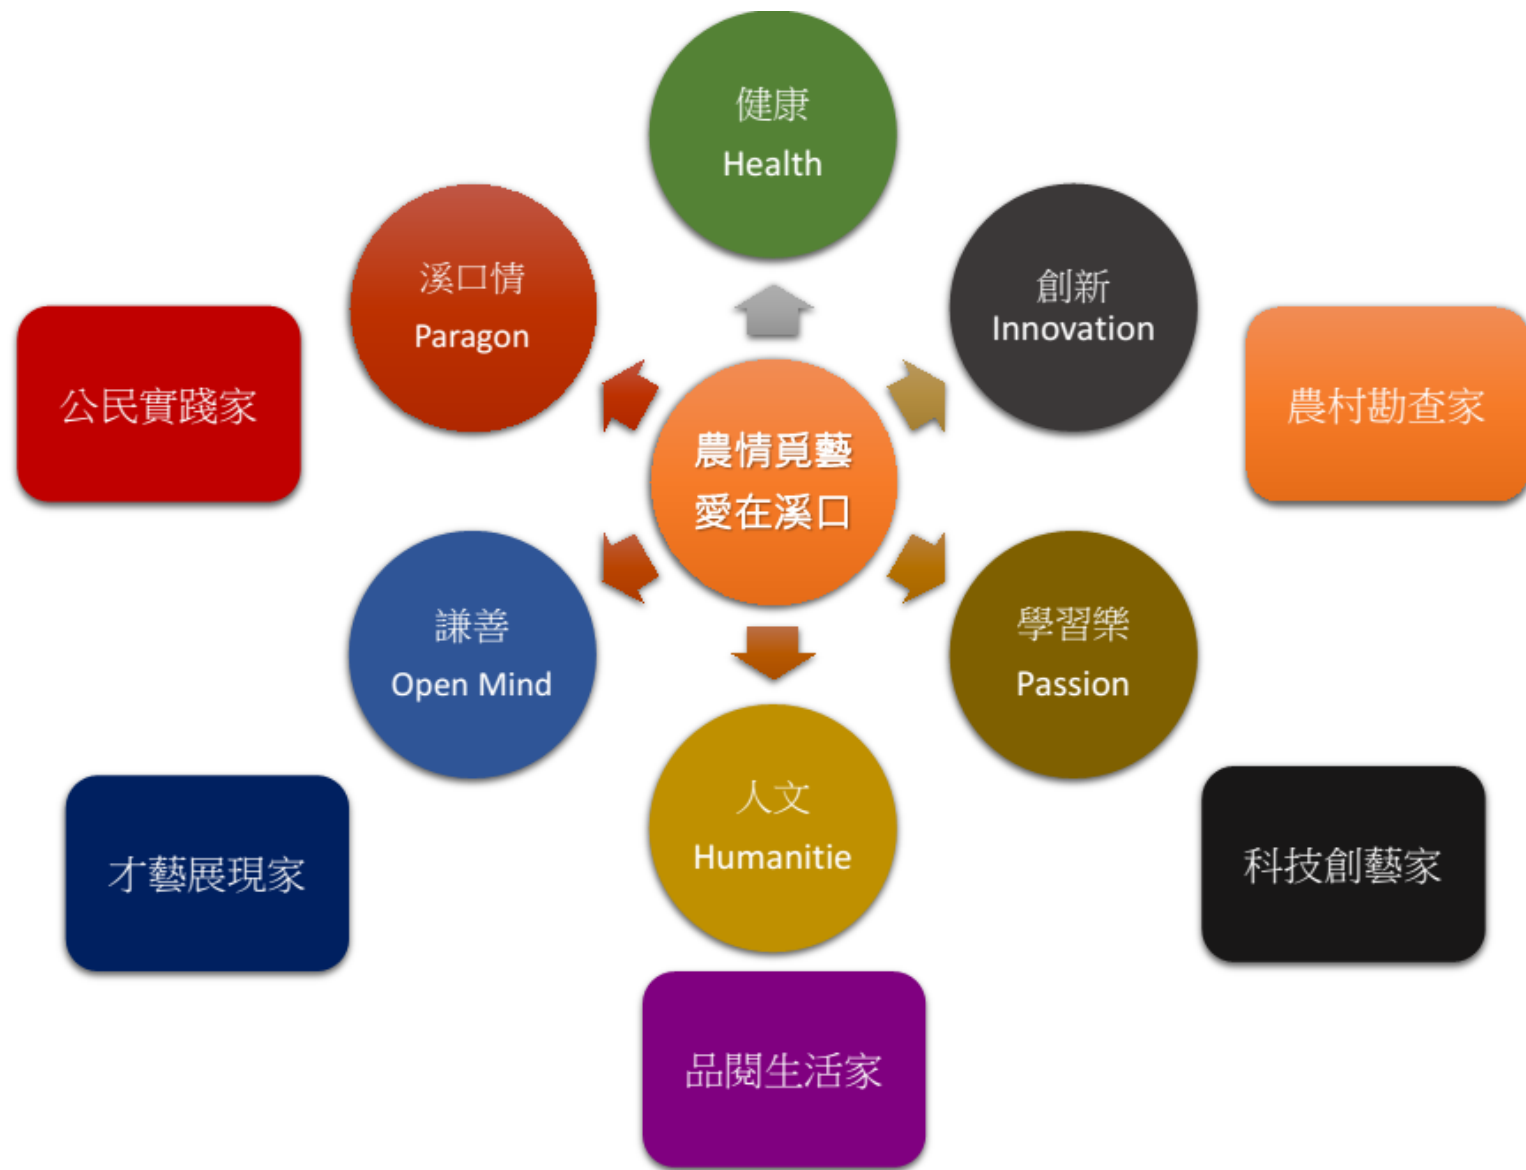 健康
Health
溪口情
Paragon
創新
Innovation
公民實踐家
農村勘查家
農情覓藝
愛在溪口
謙善
Open Mind
學習樂
Passion
人文
Humanitie
才藝展現家
科技創藝家
品閱生活家